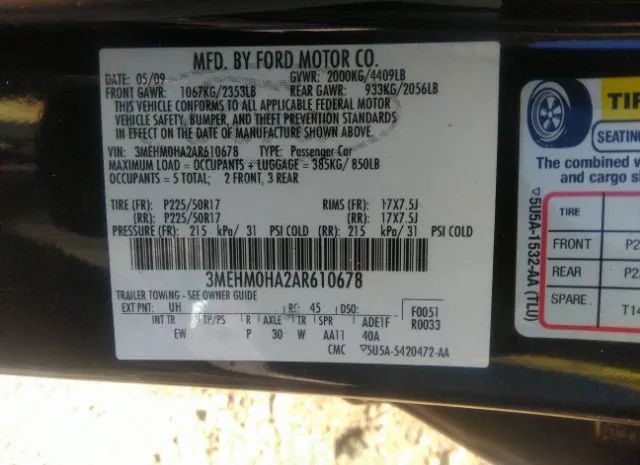 MFD. BY FORD MOTOR CO.
DATE: 05/09 GVWR: 2000KG/4409LB
FRONT GAWR: 1067KG/2353LB REAR GAWR: 933KG/2056LB
THIS VEHICLE CONFORMS TO ALL APPLICABLE FEDERAL MOTOR
VEHICLE SAFETY, BUMPER, AND THEFT PREVENTION STANDARDS
IN EFFECT ON THE DATE OF MANUFACTURE SHOWN ABOVE.
VIN: 3MEHM0HA2AR610678 TYPE: Passenger Car
MAXIMUM LOAD = OCCUPANTS + LUGGAGE = 385KG/ 850LB
OCCUPANTS = 5 TOTAL; 2 FRONT, 3 REAR
TIRE (FR): P225/50R17 RIMS (FR): 17X7.5J
(RR): P225/50R17 (RR): 17X7.5J
PRESSURE (FR): 215 kPa/ 31 PSI COLD (RR): 215 kPa/ 31 PSI COLD
3MEHM0HA2AR610678
TRAILER TOWING - SEE OWNER GUIDE
EXT PNT: UH RC: 45 DSO: F0051
INT TR TP/PS R AXLE TR SPR ADE1F R0033
EW P 30 W AA11 40A
CMC ▽5U5A-5420472-AA
▽5U5A-1532-AA (TLU)
TIR
SEATING
The combined w
and cargo s
TIRE
FRONT P2
REAR P2
SPARE T14